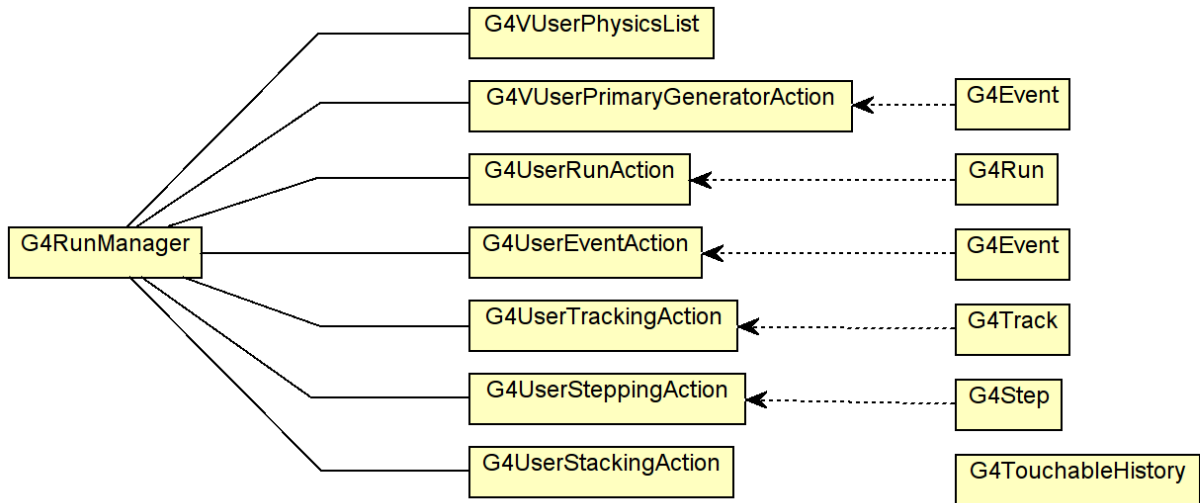 G4VUserPhysicsList
G4VUserPrimaryGeneratorAction
G4Event
G4UserRunAction
G4Run
G4RunManager
G4UserEventAction
G4Event
G4UserTrackingAction
G4Track
G4UserSteppingAction
G4Step
G4UserStackingAction
G4TouchableHistory